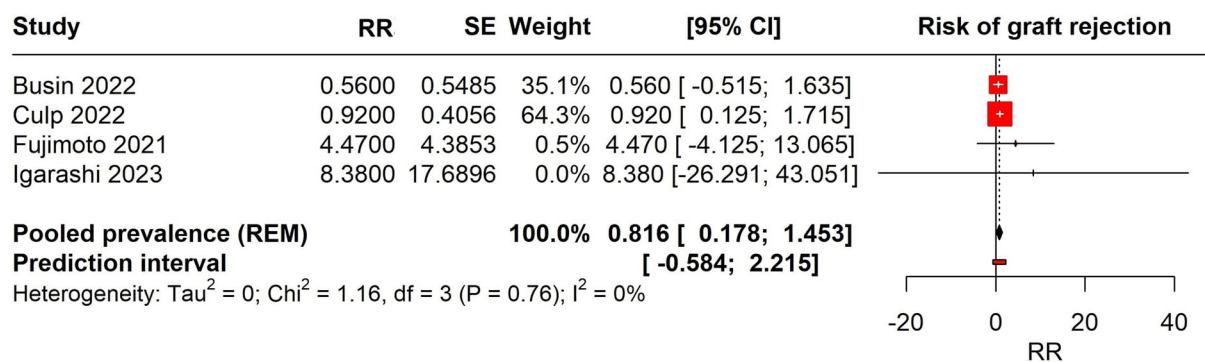 Study RR SE Weight [95% CI] Risk of graft rejection
Busin 2022 0.5600 0.5485 35.1% 0.560 [ -0.515; 1.635]
Culp 2022 0.9200 0.4056 64.3% 0.920 [ 0.125; 1.715]
Fujimoto 2021 4.4700 4.3853 0.5% 4.470 [ -4.125; 13.065]
Igarashi 2023 8.3800 17.6896 0.0% 8.380 [-26.291; 43.051]
Pooled prevalence (REM) 100.0% 0.816 [ 0.178; 1.453]
Prediction interval [ -0.584; 2.215]
Heterogeneity: Tau² = 0; Chi² = 1.16, df = 3 (P = 0.76); I² = 0%
-20 0 20 40
RR